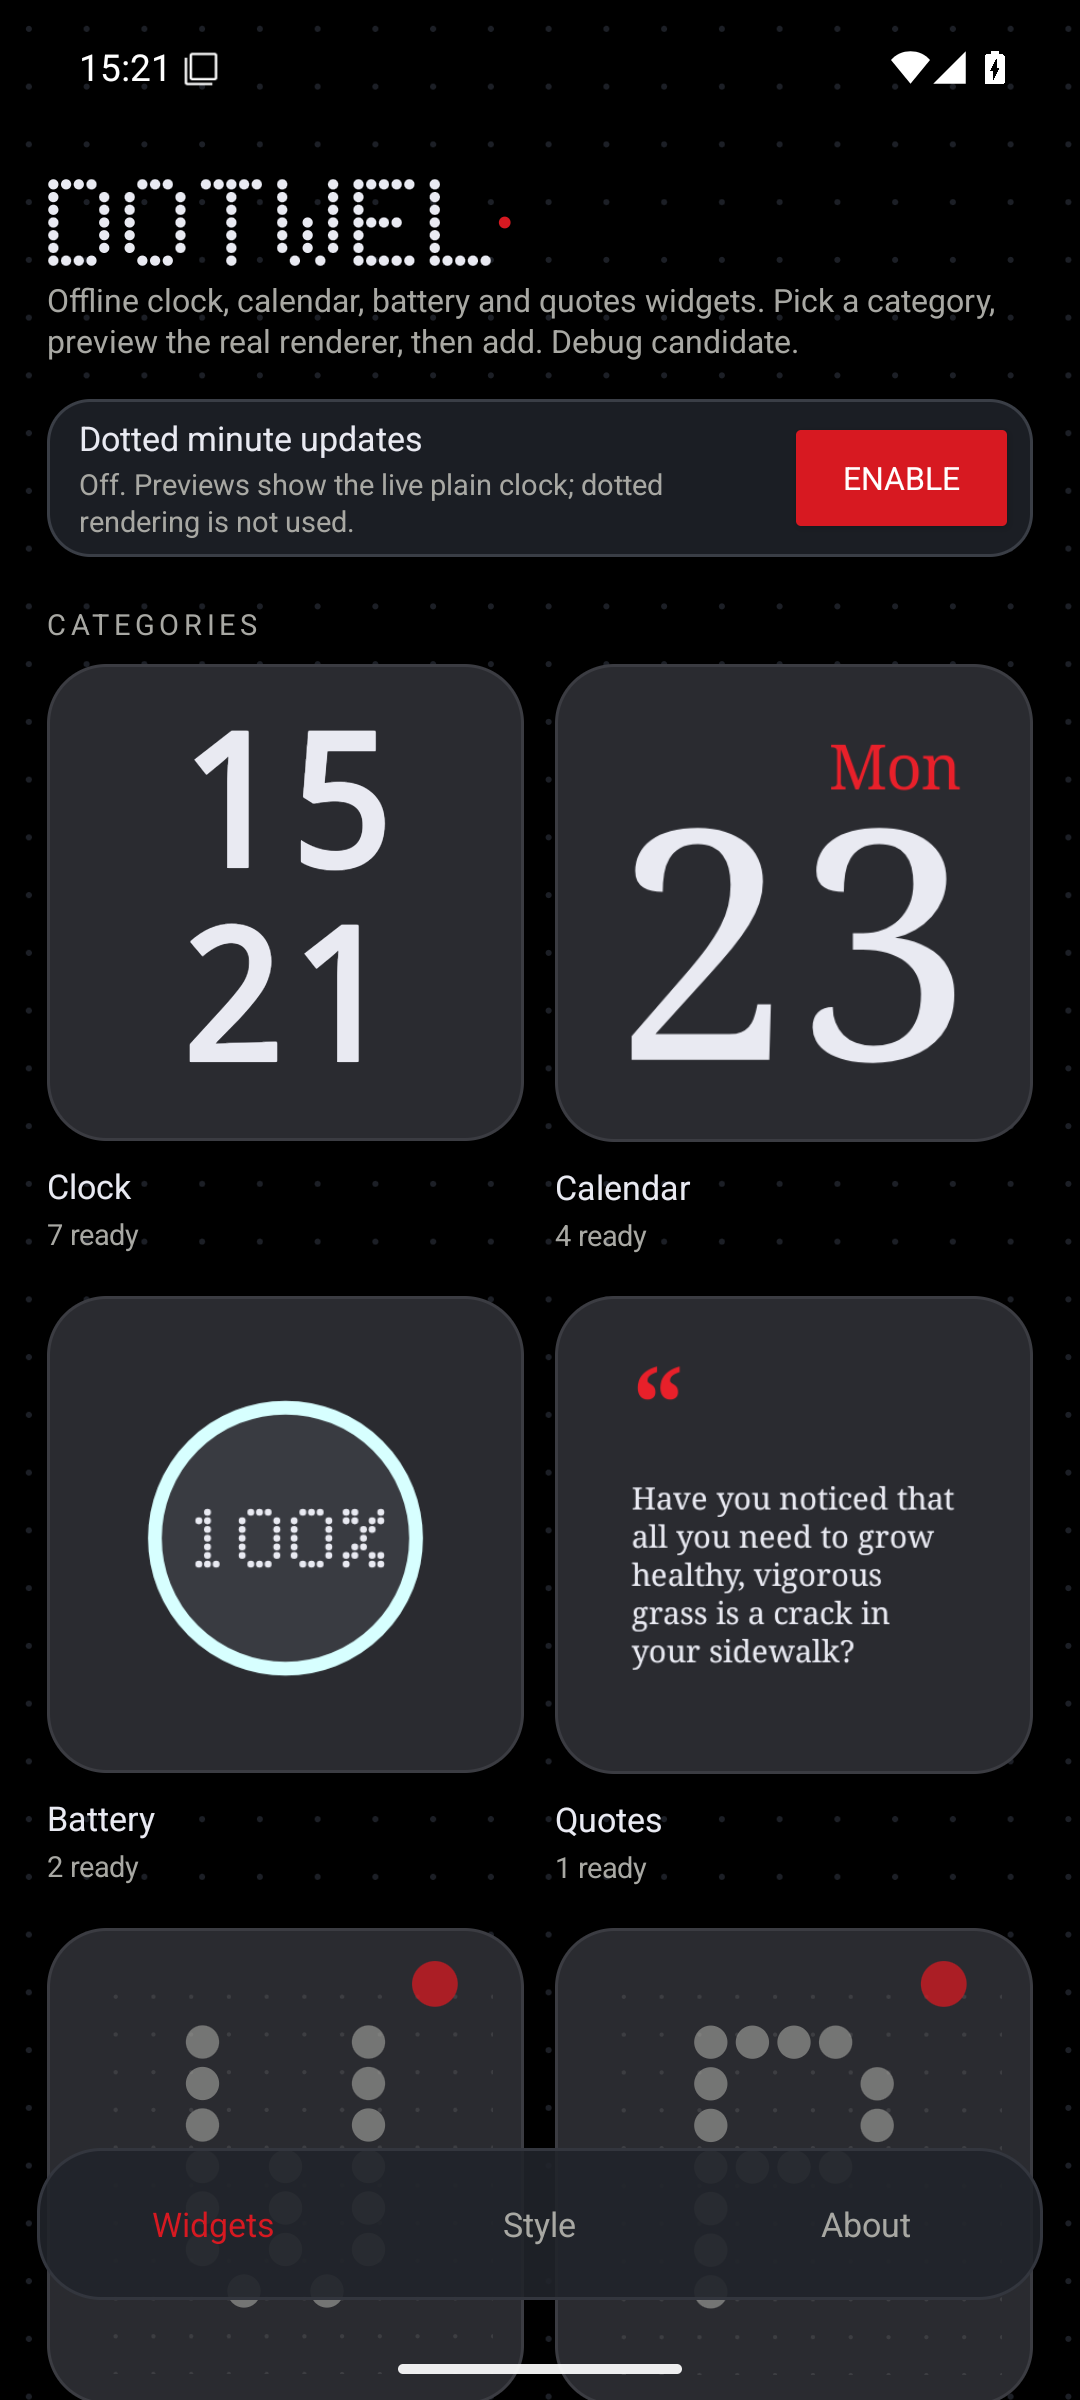 15:21
DOTWEL
Offline clock, calendar, battery and quotes widgets. Pick a category,
preview the real renderer, then add. Debug candidate.
Dotted minute updates
Off. Previews show the live plain clock; dotted
rendering is not used.
ENABLE
CATEGORIES
15
21
Mon
23
Clock
7 ready
Calendar
4 ready
100%
“
Have you noticed that
all you need to grow
healthy, vigorous
grass is a crack in
your sidewalk?
Battery
2 ready
Quotes
1 ready
W
P
Widgets
Style
About